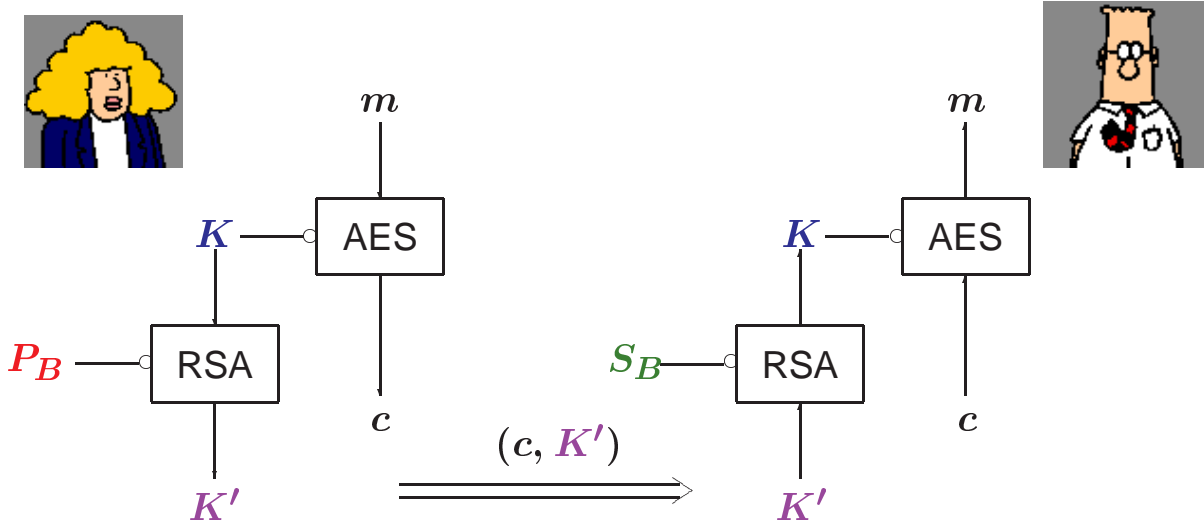 m m
K AES K AES
P_B RSA S_B RSA
c c
(c, K′)
K′ K′